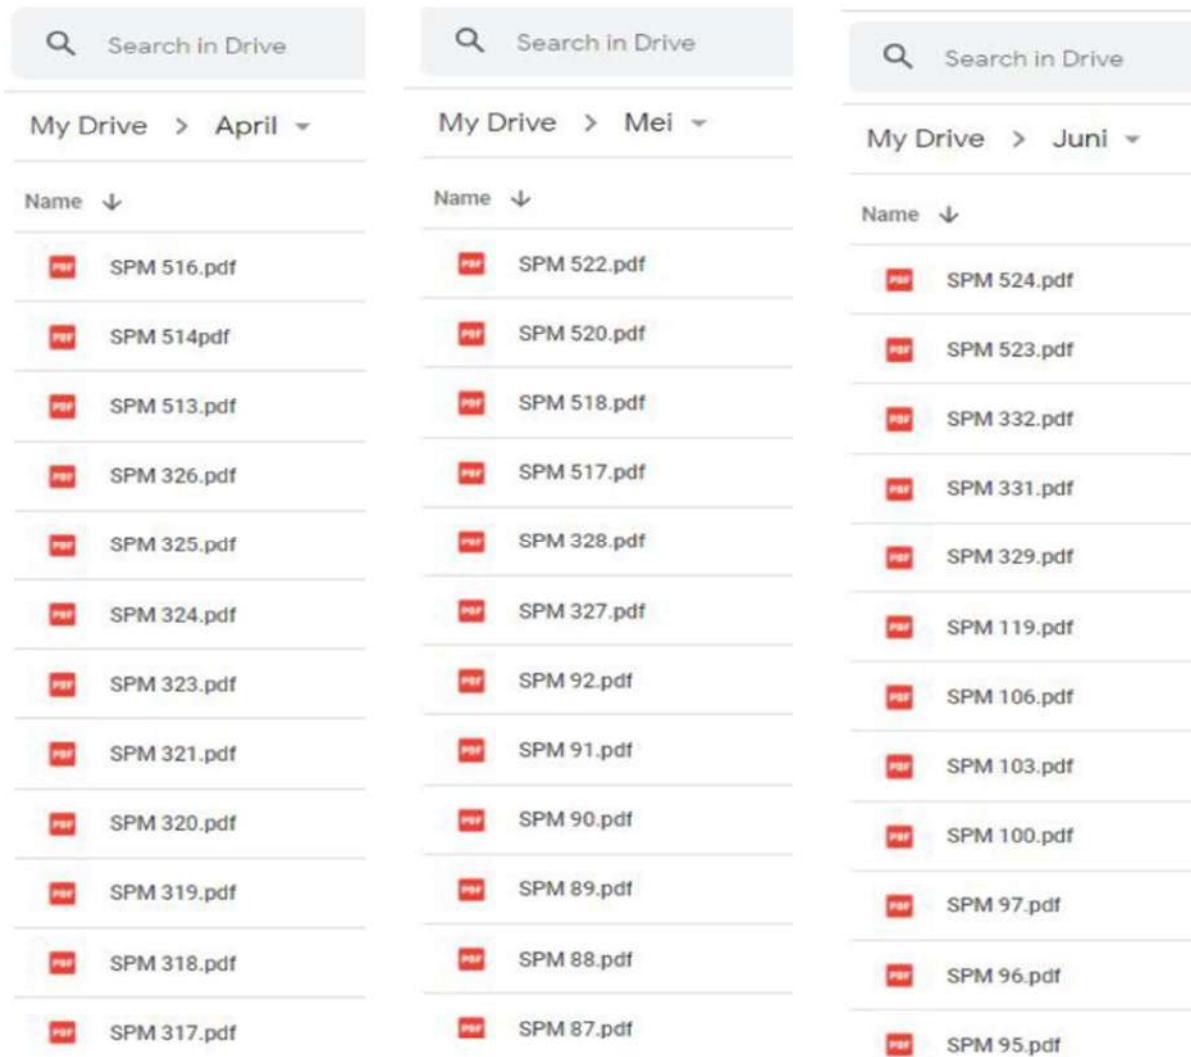 Search in Drive
My Drive > April
Name
SPM 516.pdf
SPM 514pdf
SPM 513.pdf
SPM 326.pdf
SPM 325.pdf
SPM 324.pdf
SPM 323.pdf
SPM 321.pdf
SPM 320.pdf
SPM 319.pdf
SPM 318.pdf
SPM 317.pdf
Search in Drive
My Drive > Mei
Name
SPM 522.pdf
SPM 520.pdf
SPM 518.pdf
SPM 517.pdf
SPM 328.pdf
SPM 327.pdf
SPM 92.pdf
SPM 91.pdf
SPM 90.pdf
SPM 89.pdf
SPM 88.pdf
SPM 87.pdf
Search in Drive
My Drive > Juni
Name
SPM 524.pdf
SPM 523.pdf
SPM 332.pdf
SPM 331.pdf
SPM 329.pdf
SPM 119.pdf
SPM 106.pdf
SPM 103.pdf
SPM 100.pdf
SPM 97.pdf
SPM 96.pdf
SPM 95.pdf